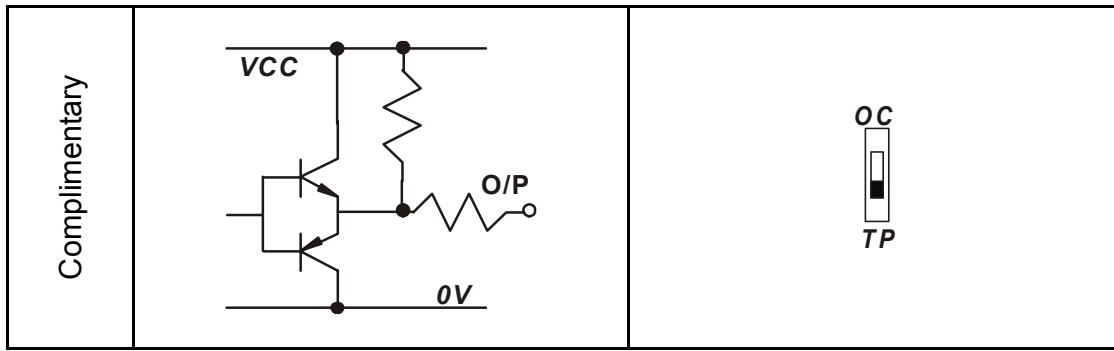 Complimentary
VCC
O/P
0V
OC
TP